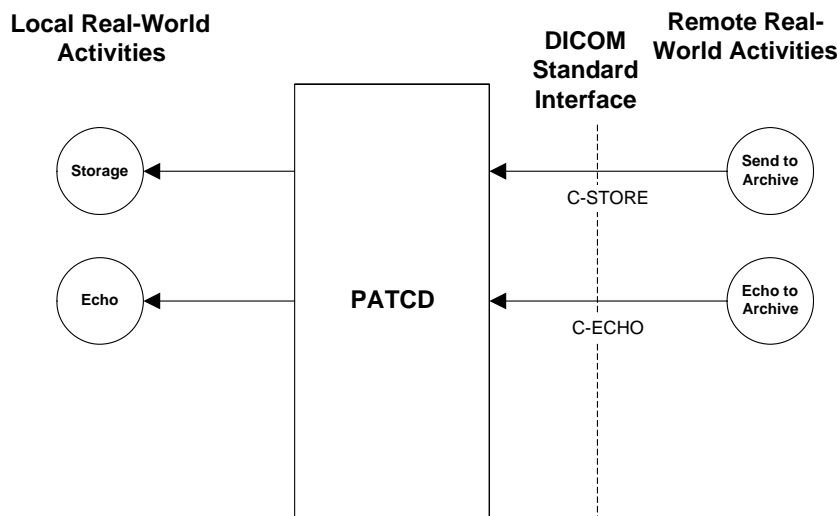 Local Real-World
Activities
DICOM
Standard
Interface
Remote Real-
World Activities
Storage
Send to
Archive
C-STORE
Echo
PATCD
Echo to
Archive
C-ECHO